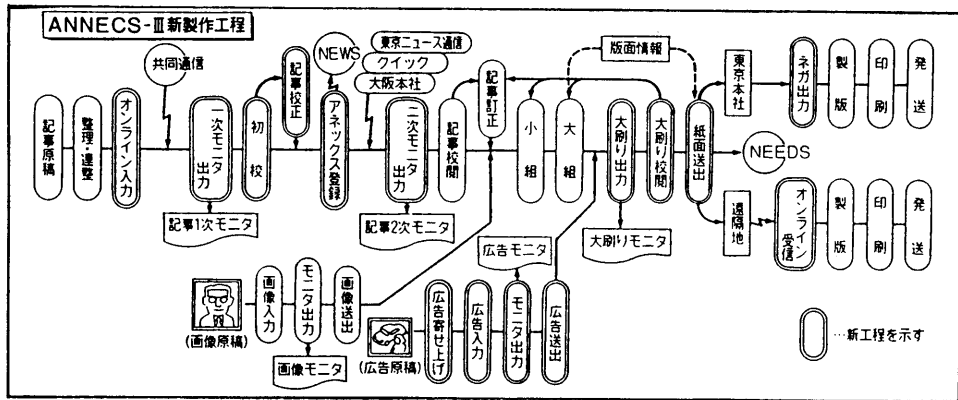 ANNECS-Ⅲ新製作工程
共同通信
NEWS
東京ニュース通信
クイック
大阪本社
版面情報
記事原稿
整理・達整
オンライン入力
一次モニタ出力
初校
記事校正
アネックス登録
二次モニタ出力
記事校閲
記事訂正
小組
大組
大刷り出力
大刷り校閲
紙面送出
東京本社
ネガ出力
製版
印刷
発送
NEEDS
遠隔地
オンライン受信
製版
印刷
発送
記事1次モニタ
記事2次モニタ
大刷りモニタ
広告モニタ
(画像原稿)
画像入力
モニタ出力
画像送出
画像モニタ
(広告原稿)
広告寄せ上げ
広告入力
モニタ出力
広告送出
…新工程を示す